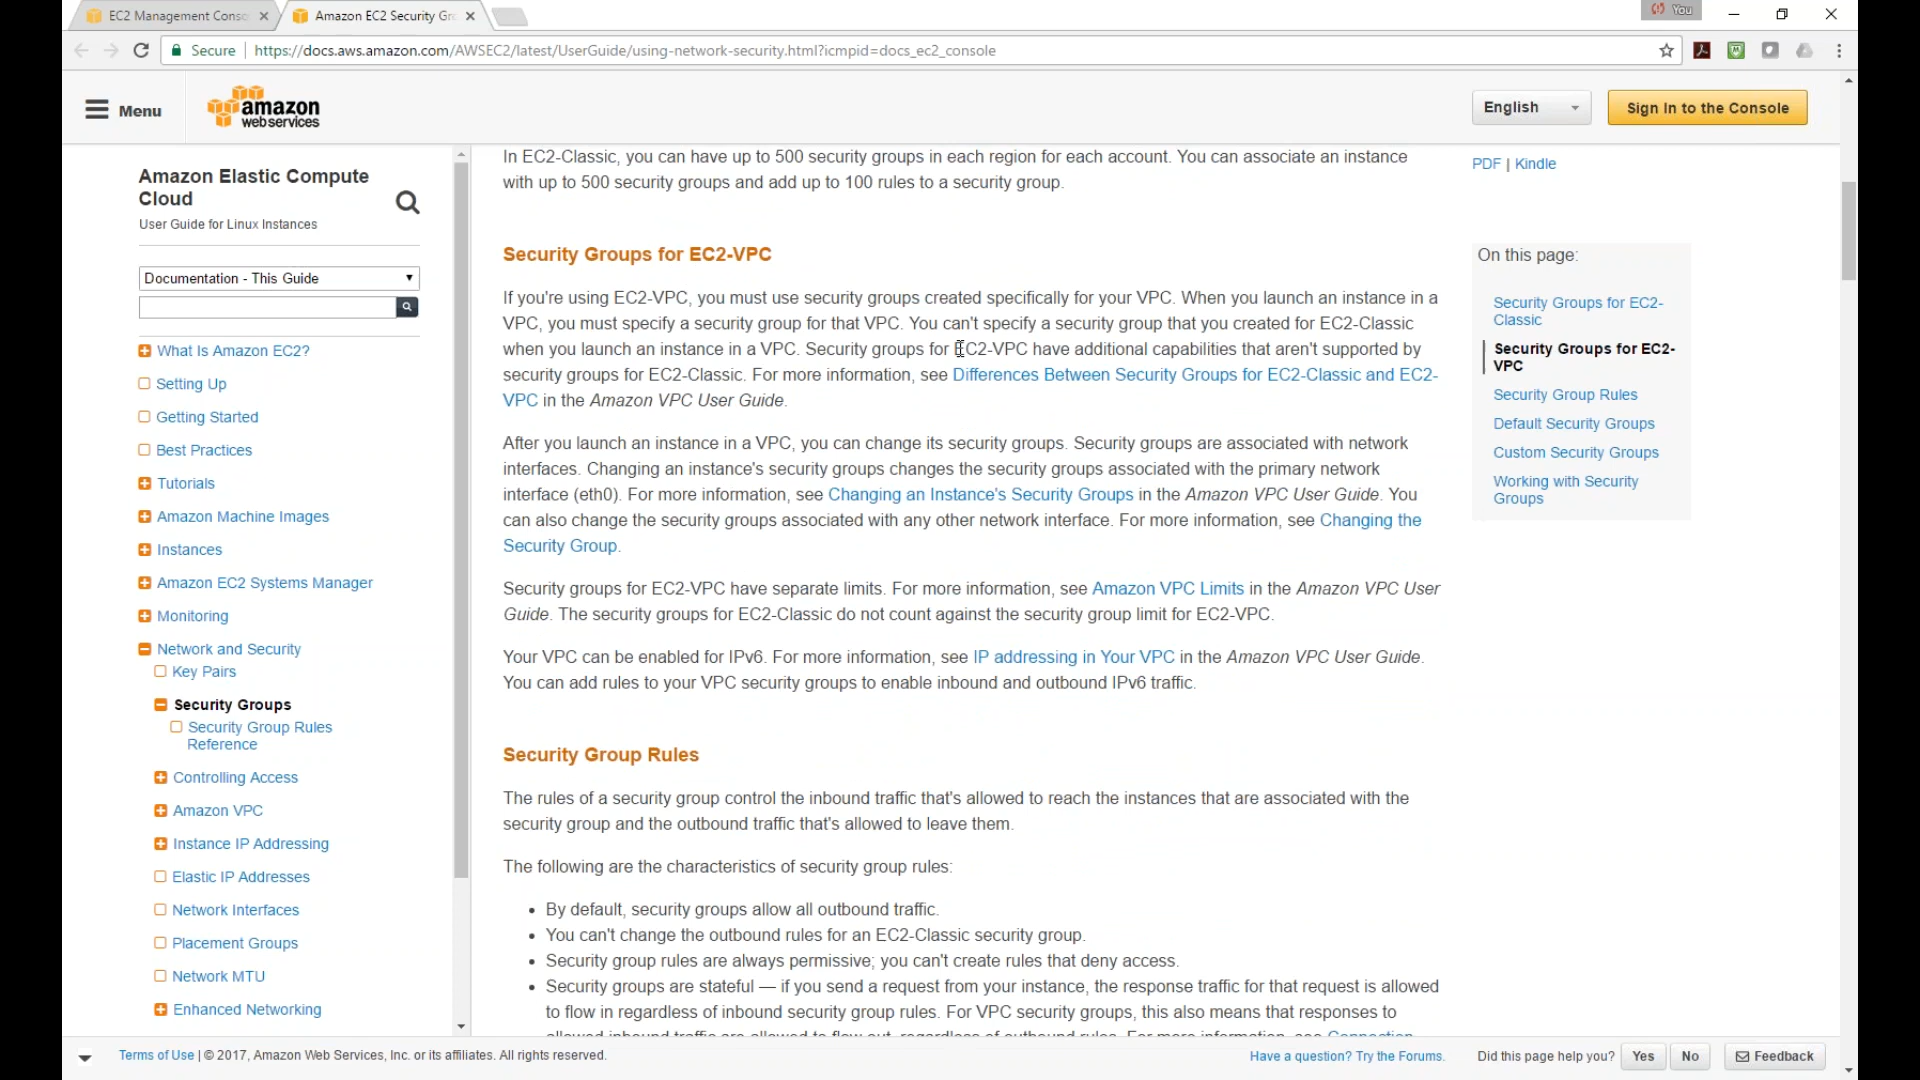 EC2 Management Conso
Amazon EC2 Security Gr
You
Secure
https://docs.aws.amazon.com/AWSEC2/latest/UserGuide/using-network-security.html?icmpid=docs_ec2_console
Menu
amazon
webservices
English
Sign In to the Console
Amazon Elastic Compute
Cloud
User Guide for Linux Instances
Documentation - This Guide
What Is Amazon EC2?
Setting Up
Getting Started
Best Practices
Tutorials
Amazon Machine Images
Instances
Amazon EC2 Systems Manager
Monitoring
Network and Security
Key Pairs
Security Groups
Security Group Rules
Reference
Controlling Access
Amazon VPC
Instance IP Addressing
Elastic IP Addresses
Network Interfaces
Placement Groups
Network MTU
Enhanced Networking
In EC2-Classic, you can have up to 500 security groups in each region for each account. You can associate an instance
with up to 500 security groups and add up to 100 rules to a security group.
Security Groups for EC2-VPC
If you're using EC2-VPC, you must use security groups created specifically for your VPC. When you launch an instance in a
VPC, you must specify a security group for that VPC. You can't specify a security group that you created for EC2-Classic
when you launch an instance in a VPC. Security groups for EC2-VPC have additional capabilities that aren't supported by
security groups for EC2-Classic. For more information, see Differences Between Security Groups for EC2-Classic and EC2-
VPC in the Amazon VPC User Guide.
After you launch an instance in a VPC, you can change its security groups. Security groups are associated with network
interfaces. Changing an instance's security groups changes the security groups associated with the primary network
interface (eth0). For more information, see Changing an Instance's Security Groups in the Amazon VPC User Guide. You
can also change the security groups associated with any other network interface. For more information, see Changing the
Security Group.
Security groups for EC2-VPC have separate limits. For more information, see Amazon VPC Limits in the Amazon VPC User
Guide. The security groups for EC2-Classic do not count against the security group limit for EC2-VPC.
Your VPC can be enabled for IPv6. For more information, see IP addressing in Your VPC in the Amazon VPC User Guide.
You can add rules to your VPC security groups to enable inbound and outbound IPv6 traffic.
Security Group Rules
The rules of a security group control the inbound traffic that's allowed to reach the instances that are associated with the
security group and the outbound traffic that's allowed to leave them.
The following are the characteristics of security group rules:
• By default, security groups allow all outbound traffic.
• You can't change the outbound rules for an EC2-Classic security group.
• Security group rules are always permissive; you can't create rules that deny access.
• Security groups are stateful — if you send a request from your instance, the response traffic for that request is allowed
to flow in regardless of inbound security group rules. For VPC security groups, this also means that responses to
allowed inbound traffic are allowed to flow out, regardless of outbound rules. For more information, see Connection
PDF | Kindle
On this page:
Security Groups for EC2-
Classic
Security Groups for EC2-
VPC
Security Group Rules
Default Security Groups
Custom Security Groups
Working with Security
Groups
Terms of Use | © 2017, Amazon Web Services, Inc. or its affiliates. All rights reserved.
Have a question? Try the Forums.
Did this page help you?
Yes
No
Feedback